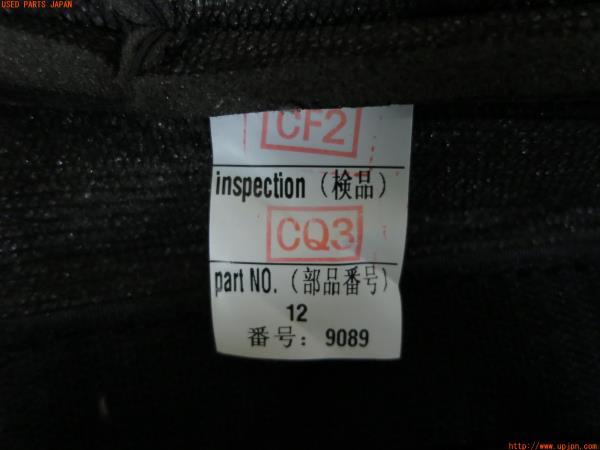 USED PARTS JAPAN
CF2
inspection (検品)
CQ3
part NO. (部品番号)
12
番号: 9089
http://www.upjpn.com